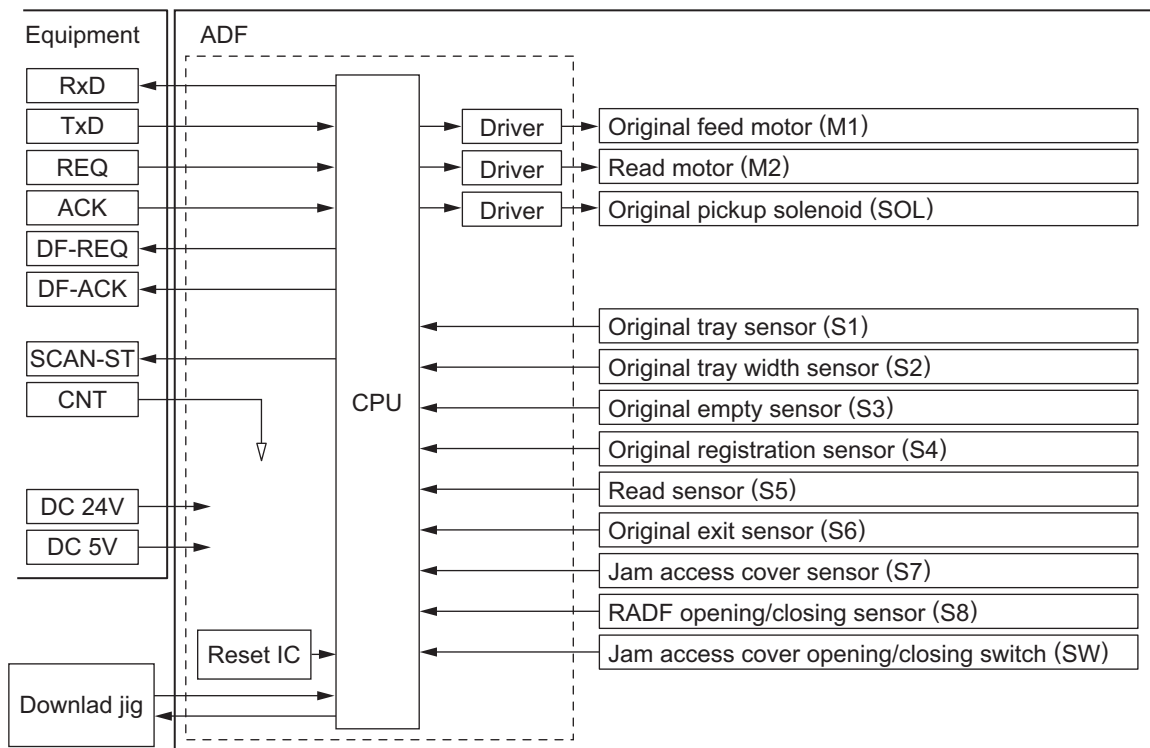 Equipment
ADF
RxD
TxD
REQ
ACK
DF-REQ
DF-ACK
SCAN-ST
CNT
DC 24V
DC 5V
Reset IC
Downlad jig
CPU
Driver
Driver
Driver
Original feed motor (M1)
Read motor (M2)
Original pickup solenoid (SOL)
Original tray sensor (S1)
Original tray width sensor (S2)
Original empty sensor (S3)
Original registration sensor (S4)
Read sensor (S5)
Original exit sensor (S6)
Jam access cover sensor (S7)
RADF opening/closing sensor (S8)
Jam access cover opening/closing switch (SW)